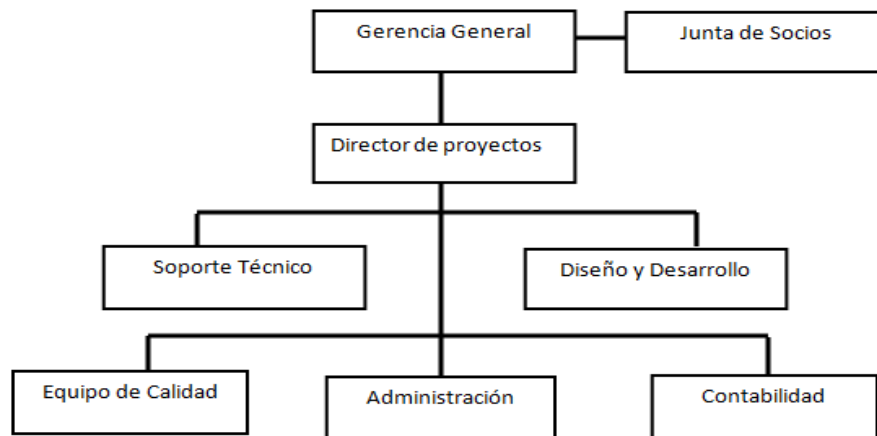 Gerencia General
Junta de Socios
Director de proyectos
Soporte Técnico
Diseño y Desarrollo
Equipo de Calidad
Administración
Contabilidad